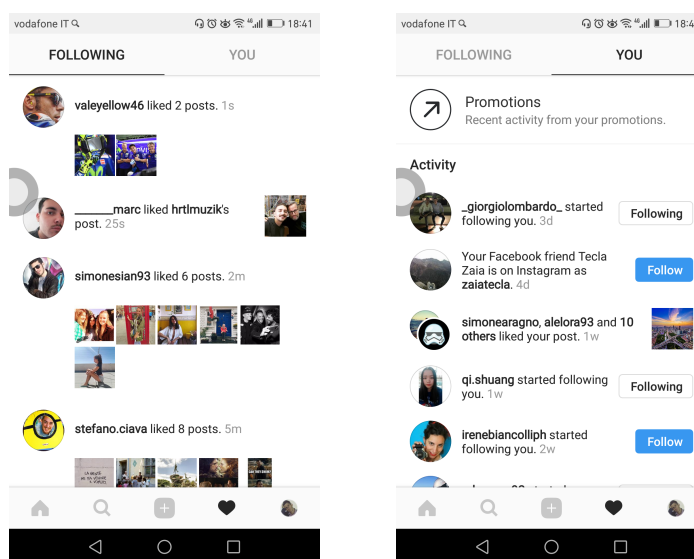 vodafone IT 4G 18:41
FOLLOWING YOU
valeyellow46 liked 2 posts. 1s
______marc liked hrtlmuzik's
post. 25s
simonesian93 liked 6 posts. 2m
stefano.ciava liked 8 posts. 5m
vodafone IT 4G 18:4
FOLLOWING YOU
Promotions
Recent activity from your promotions.
Activity
_giorgiolombardo_ started
following you. 3d
Following
Your Facebook friend Tecla
Zaia is on Instagram as
zaiatecla. 4d
Follow
simonearagno, alelora93 and 10
others liked your post. 1w
qi.shuang started following
you. 1w
Following
irenebiancolliph started
following you. 2w
Follow